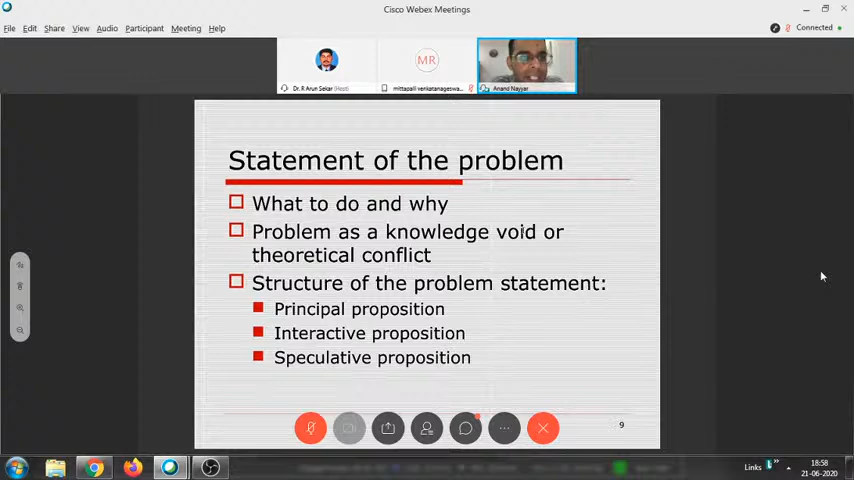 Cisco Webex Meetings
File Edit Share View Audio Participant Meeting Help
Connected
MR
Dr. R Arun Sekar (Host)
mittapalli venkatanageswa...
Anand Nayyar
Statement of the problem
What to do and why
Problem as a knowledge void or
theoretical conflict
Structure of the problem statement:
Principal proposition
Interactive proposition
Speculative proposition
9
Links
18:58
21-06-2020